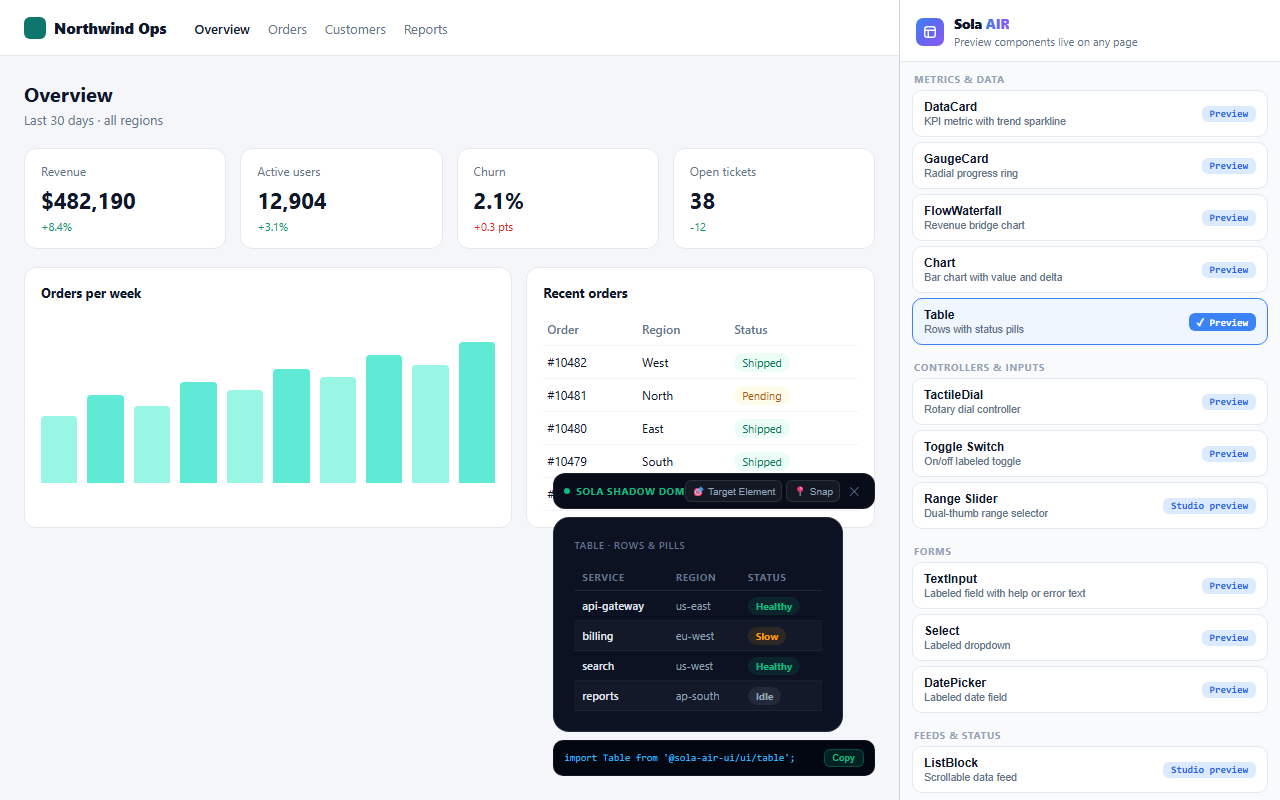 Northwind Ops
Overview
Orders
Customers
Reports
Overview
Last 30 days · all regions
Revenue
$482,190
+8.4%
Active users
12,904
+3.1%
Churn
2.1%
+0.3 pts
Open tickets
38
-12
Orders per week
Recent orders
Order Region Status
#10482 West Shipped
#10481 North Pending
#10480 East Shipped
#10479 South Shipped
SOLA SHADOW DOM
🎯 Target Element
📍 Snap
TABLE · ROWS & PILLS
SERVICE REGION STATUS
api-gateway us-east Healthy
billing eu-west Slow
search us-west Healthy
reports ap-south Idle
import Table from '@sola-air-ui/ui/table';
Copy
Sola AIR
Preview components live on any page
METRICS & DATA
DataCard
KPI metric with trend sparkline
Preview
GaugeCard
Radial progress ring
Preview
FlowWaterfall
Revenue bridge chart
Preview
Chart
Bar chart with value and delta
Preview
Table
Rows with status pills
✓ Preview
CONTROLLERS & INPUTS
TactileDial
Rotary dial controller
Preview
Toggle Switch
On/off labeled toggle
Preview
Range Slider
Dual-thumb range selector
Studio preview
FORMS
TextInput
Labeled field with help or error text
Preview
Select
Labeled dropdown
Preview
DatePicker
Labeled date field
Preview
FEEDS & STATUS
ListBlock
Scrollable data feed
Studio preview